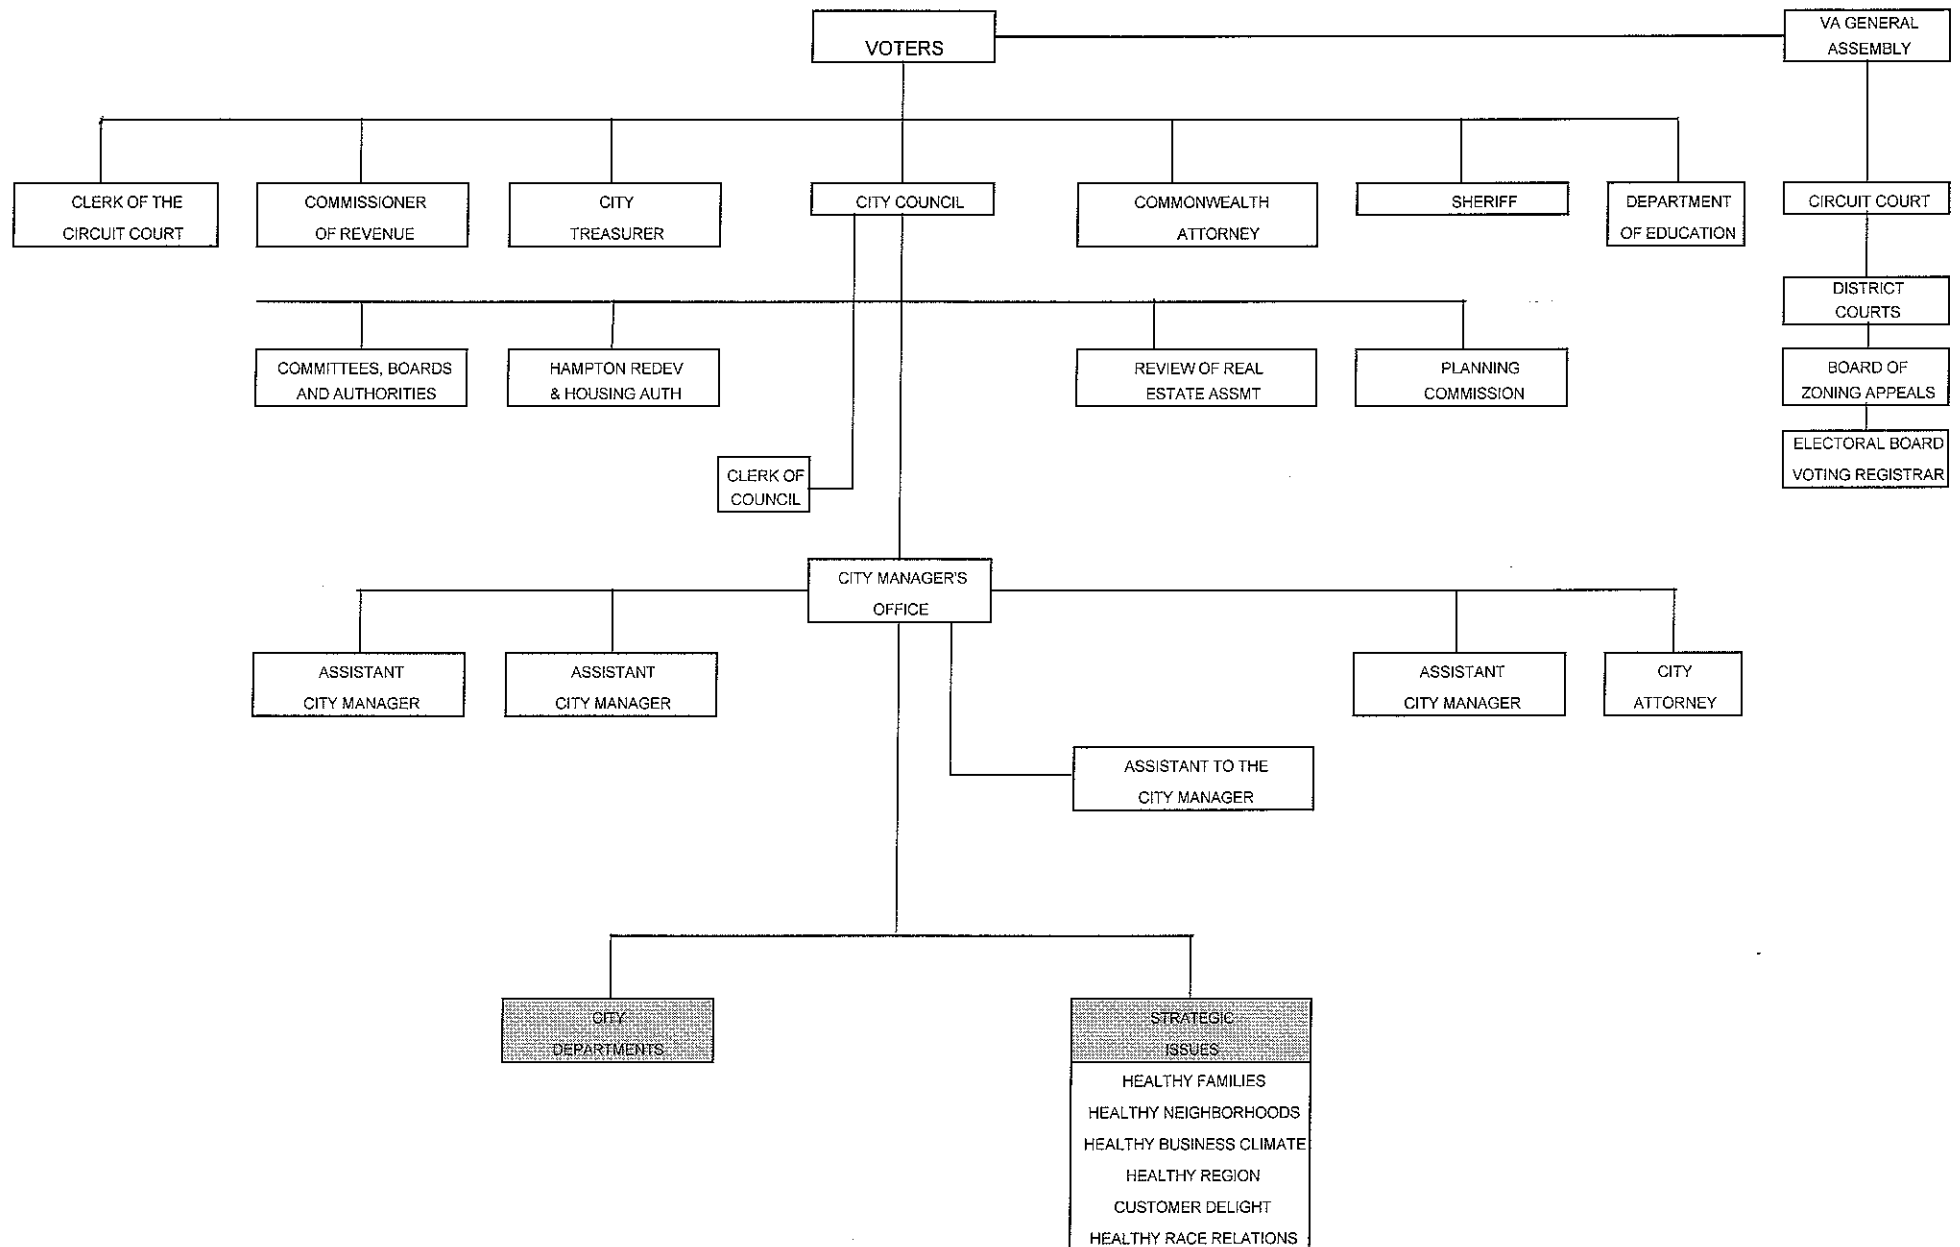 VOTERS
VA GENERAL
ASSEMBLY
CLERK OF THE
CIRCUIT COURT
COMMISSIONER
OF REVENUE
CITY
TREASURER
CITY COUNCIL
COMMONWEALTH
ATTORNEY
SHERIFF
DEPARTMENT
OF EDUCATION
CIRCUIT COURT
DISTRICT
COURTS
COMMITTEES, BOARDS
AND AUTHORITIES
HAMPTON REDEV
& HOUSING AUTH
REVIEW OF REAL
ESTATE ASSMT
PLANNING
COMMISSION
BOARD OF
ZONING APPEALS
ELECTORAL BOARD
VOTING REGISTRAR
CLERK OF
COUNCIL
CITY MANAGER'S
OFFICE
ASSISTANT
CITY MANAGER
ASSISTANT
CITY MANAGER
ASSISTANT
CITY MANAGER
CITY
ATTORNEY
ASSISTANT TO THE
CITY MANAGER
CITY
DEPARTMENTS
STRATEGIC
ISSUES
HEALTHY FAMILIES
HEALTHY NEIGHBORHOODS
HEALTHY BUSINESS CLIMATE
HEALTHY REGION
CUSTOMER DELIGHT
HEALTHY RACE RELATIONS